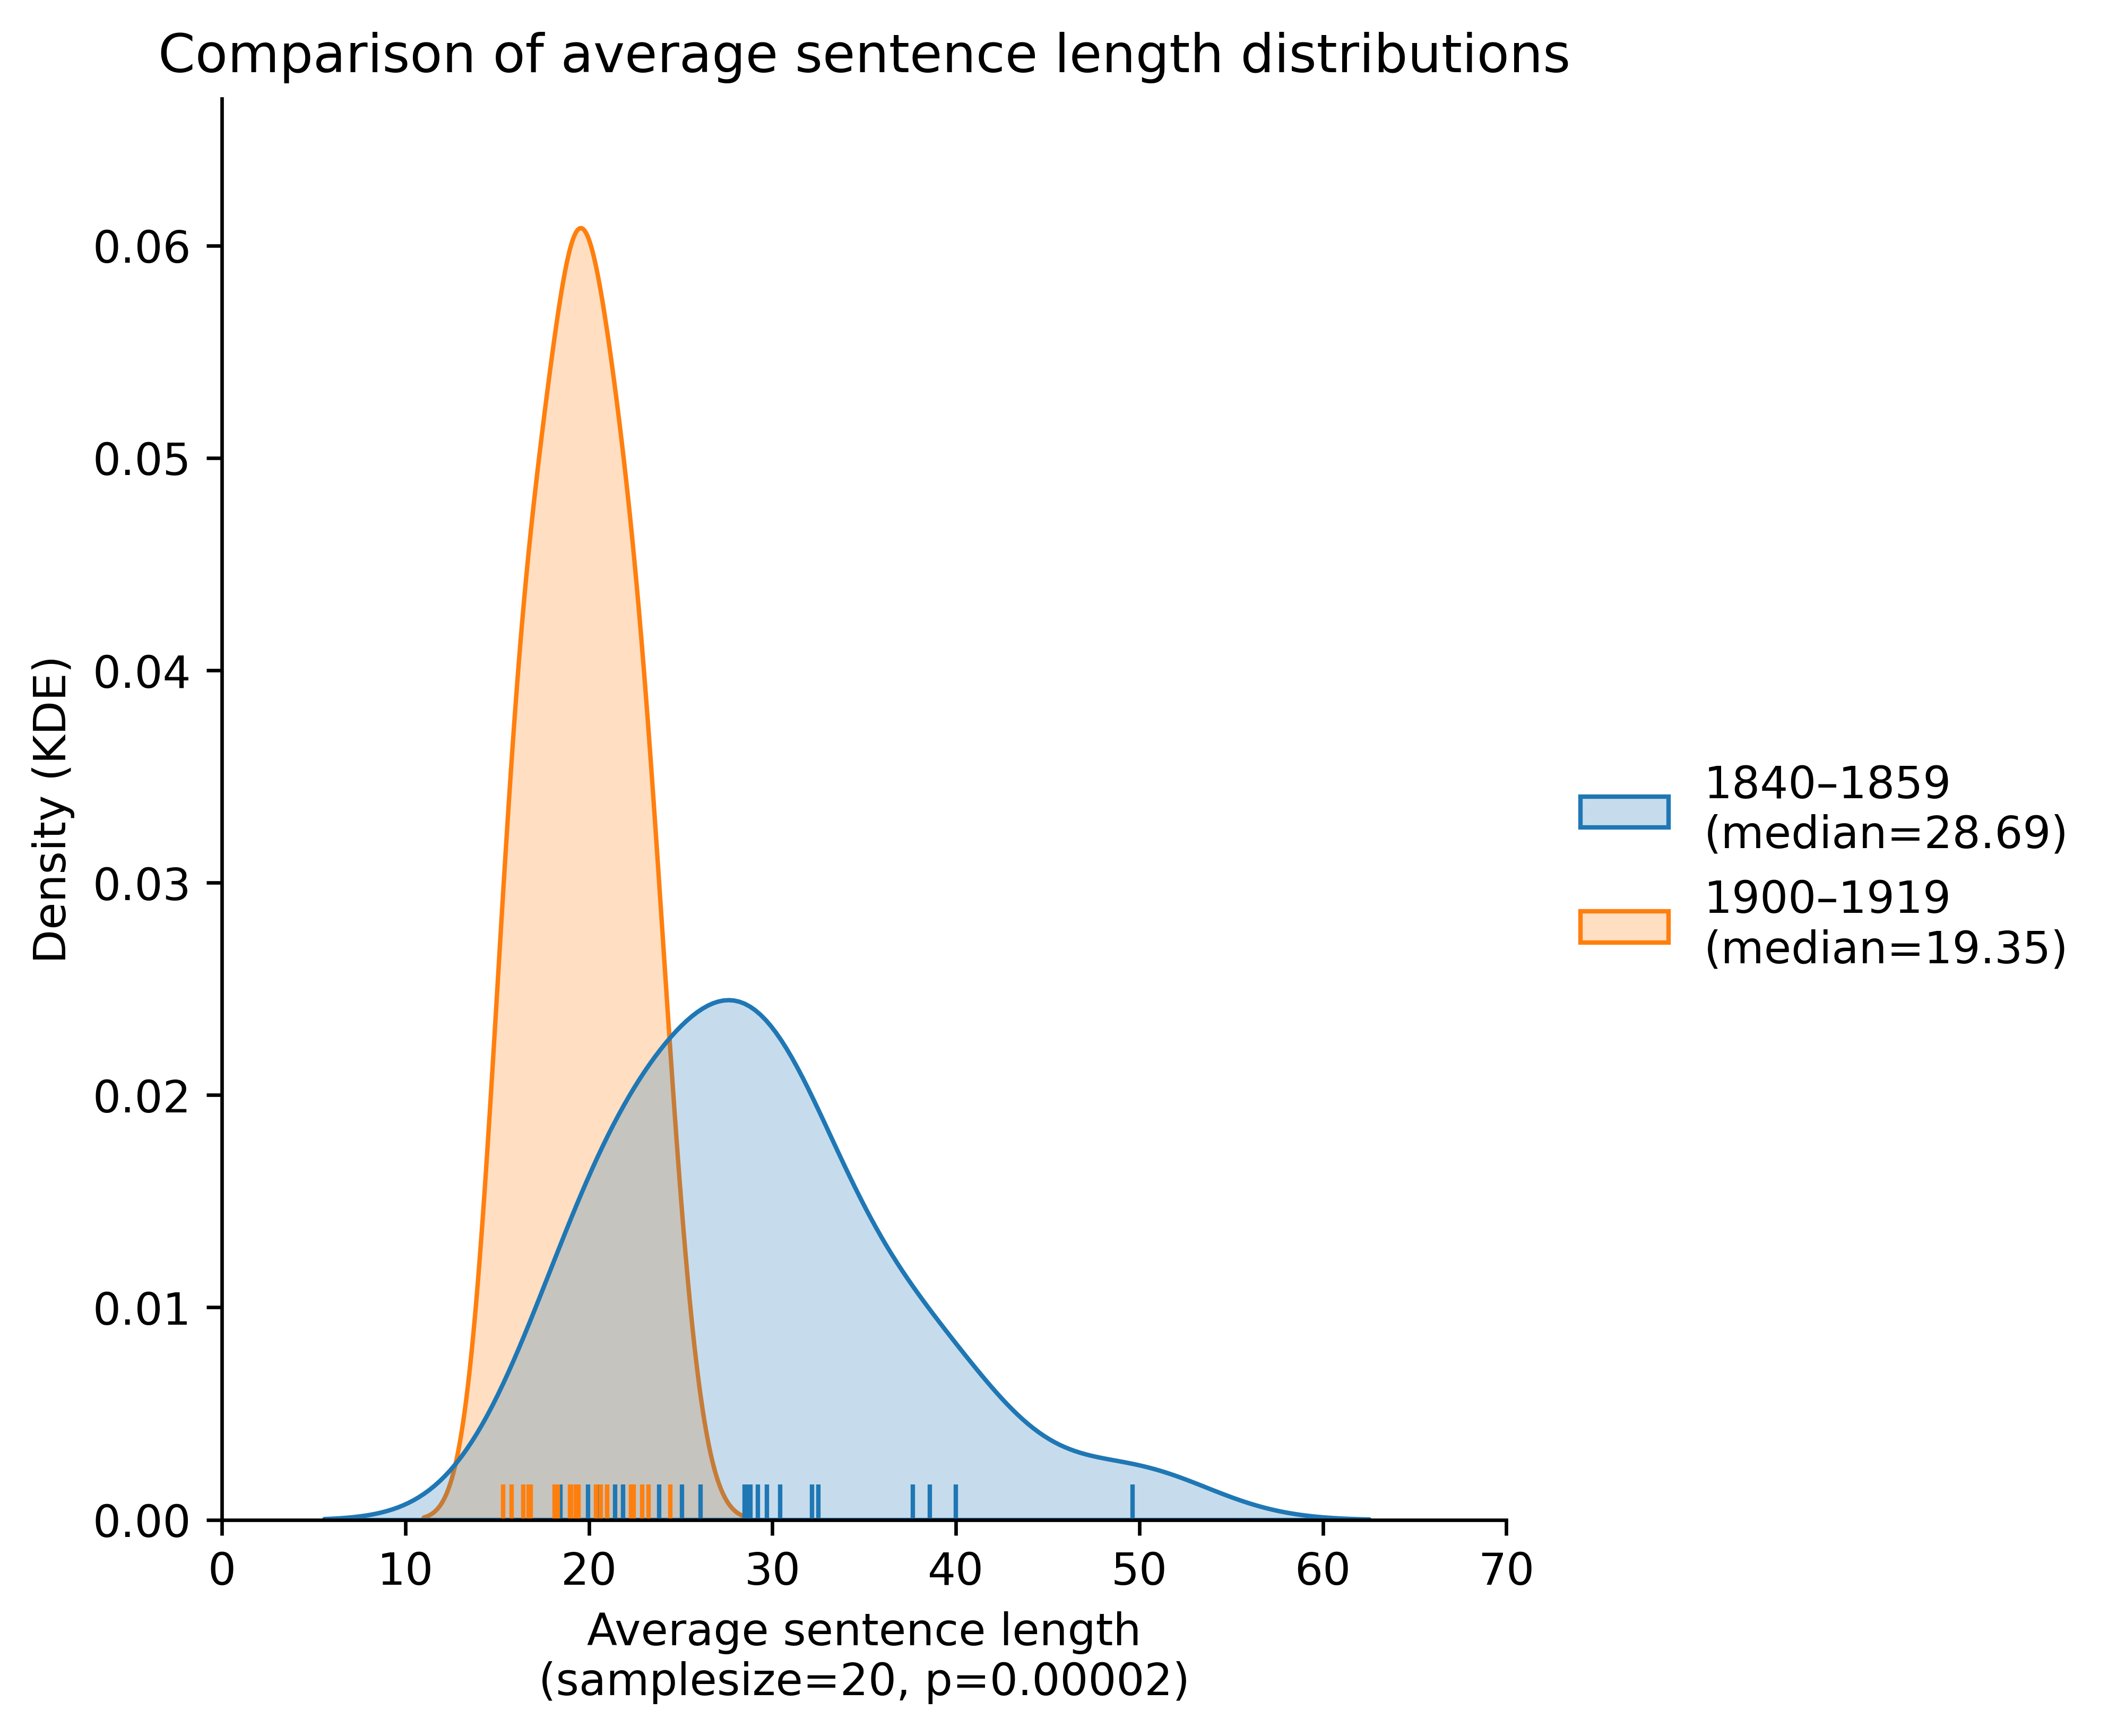 Comparison of average sentence length distributions
0.06
0.05
0.04
0.03
0.02
0.01
0.00
Density (KDE)
0 10 20 30 40 50 60 70
Average sentence length
(samplesize=20, p=0.00002)
1840–1859
(median=28.69)
1900–1919
(median=19.35)